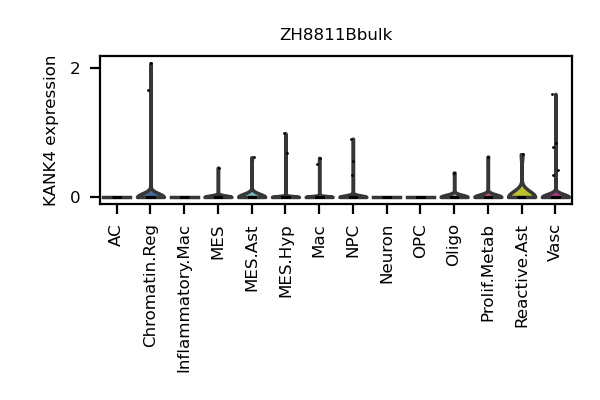 ZH8811Bbulk
KANK4 expression
2
0
AC
Chromatin.Reg
Inflammatory.Mac
MES
MES.Ast
MES.Hyp
Mac
NPC
Neuron
OPC
Oligo
Prolif.Metab
Reactive.Ast
Vasc